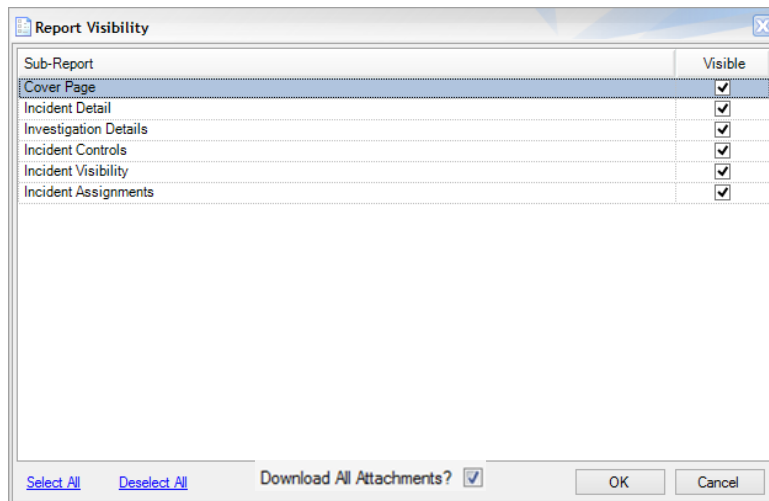 Report Visibility
Sub-Report Visible
Cover Page
Incident Detail
Investigation Details
Incident Controls
Incident Visibility
Incident Assignments
Select All Deselect All Download All Attachments? OK Cancel